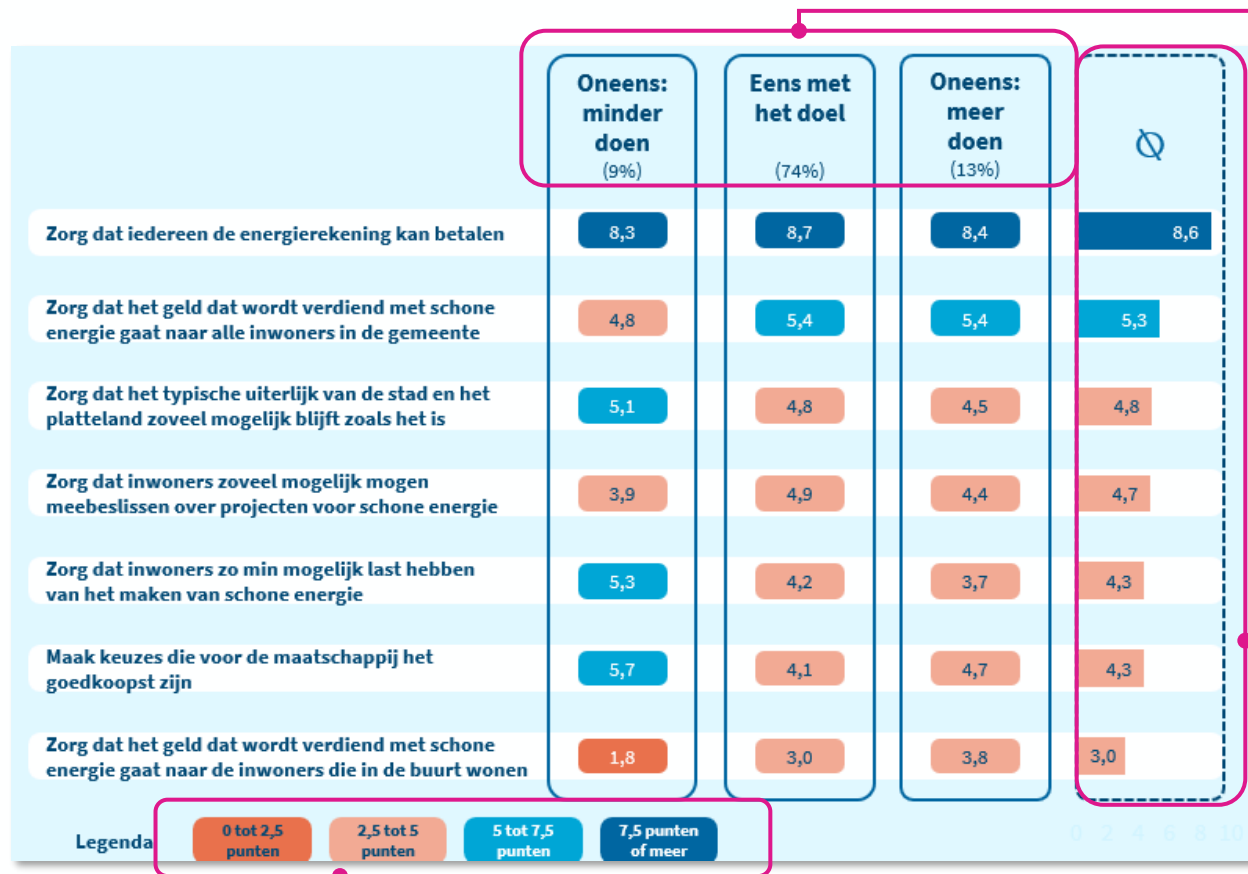 Oneens: minder doen (9%)
Eens met het doel (74%)
Oneens: meer doen (13%)
Ø
Zorg dat iedereen de energierekening kan betalen
8,3
8,7
8,4
8,6
Zorg dat het geld dat wordt verdiend met schone
energie gaat naar alle inwoners in de gemeente
4,8
5,4
5,4
5,3
Zorg dat het typische uiterlijk van de stad en het
platteland zoveel mogelijk blijft zoals het is
5,1
4,8
4,5
4,8
Zorg dat inwoners zoveel mogelijk mogen
meebeslissen over projecten voor schone energie
3,9
4,9
4,4
4,7
Zorg dat inwoners zo min mogelijk last hebben
van het maken van schone energie
5,3
4,2
3,7
4,3
Maak keuzes die voor de maatschappij het
goedkoopst zijn
5,7
4,1
4,7
4,3
Zorg dat het geld dat wordt verdiend met schone
energie gaat naar de inwoners die in de buurt wonen
1,8
3,0
3,8
3,0
0 2 4 6 8 10
Legenda
0 tot 2,5
punten
2,5 tot 5
punten
5 tot 7,5
punten
7,5 punten
of meer